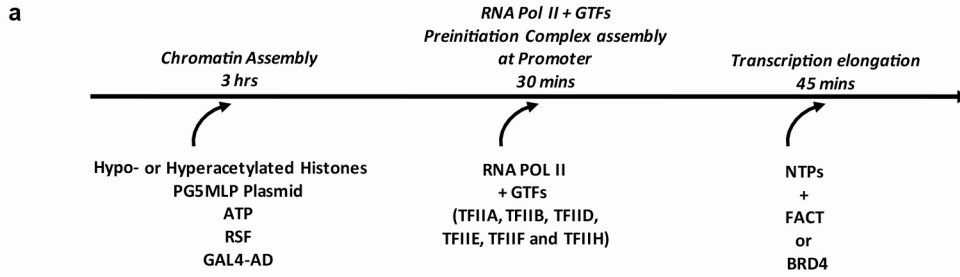 a
Chromatin Assembly
3 hrs
RNA Pol II + GTFs
Preinitiation Complex assembly
at Promoter
30 mins
Transcription elongation
45 mins
Hypo- or Hyperacetylated Histones
PG5MLP Plasmid
ATP
RSF
GAL4-AD
RNA POL II
+ GTFs
(TFIIA, TFIIB, TFIID,
TFIIE, TFIIF and TFIIH)
NTPs
+
FACT
or
BRD4